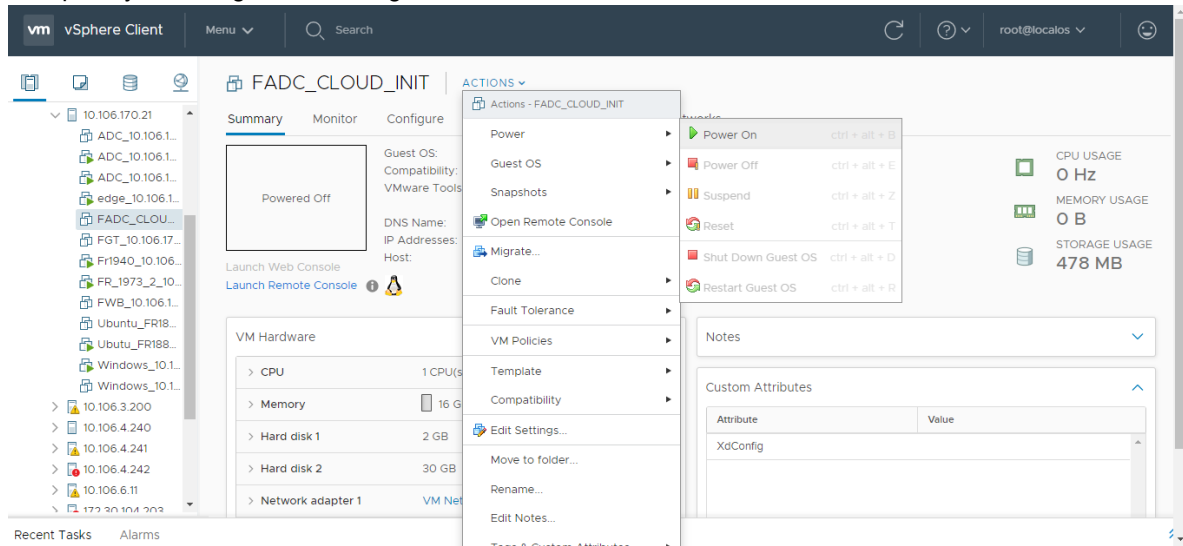 vm vSphere Client Menu Search root@localos
FADC_CLOUD_INIT ACTIONS
Summary Monitor Configure
10.106.170.21
ADC_10.106.1...
ADC_10.106.1...
ADC_10.106.1...
edge_10.106.1...
FADC_CLOU...
FGT_10.106.17...
Fr1940_10.106...
FR_1973_2_10...
FWB_10.106.1...
Ubuntu_FR18...
Ubutu_FR188...
Windows_10.1...
Windows_10.1...
10.106.3.200
10.106.4.240
10.106.4.241
10.106.4.242
10.106.6.11
172.30.104.203
Powered Off
Guest OS:
Compatibility:
VMware Tools
DNS Name:
IP Addresses:
Host:
Launch Web Console
Launch Remote Console
VM Hardware
CPU 1 CPU(s
Memory 16 G
Hard disk 1 2 GB
Hard disk 2 30 GB
Network adapter 1 VM Net
Actions - FADC_CLOUD_INIT
Power
Guest OS
Snapshots
Open Remote Console
Migrate...
Clone
Fault Tolerance
VM Policies
Template
Compatibility
Edit Settings...
Move to folder...
Rename...
Edit Notes...
Tags & Custom Attributes
Power On ctrl + alt + B
Power Off ctrl + alt + E
Suspend ctrl + alt + Z
Reset ctrl + alt + T
Shut Down Guest OS ctrl + alt + D
Restart Guest OS ctrl + alt + R
CPU USAGE
0 Hz
MEMORY USAGE
0 B
STORAGE USAGE
478 MB
Notes
Custom Attributes
Attribute Value
XdConfig
Recent Tasks Alarms